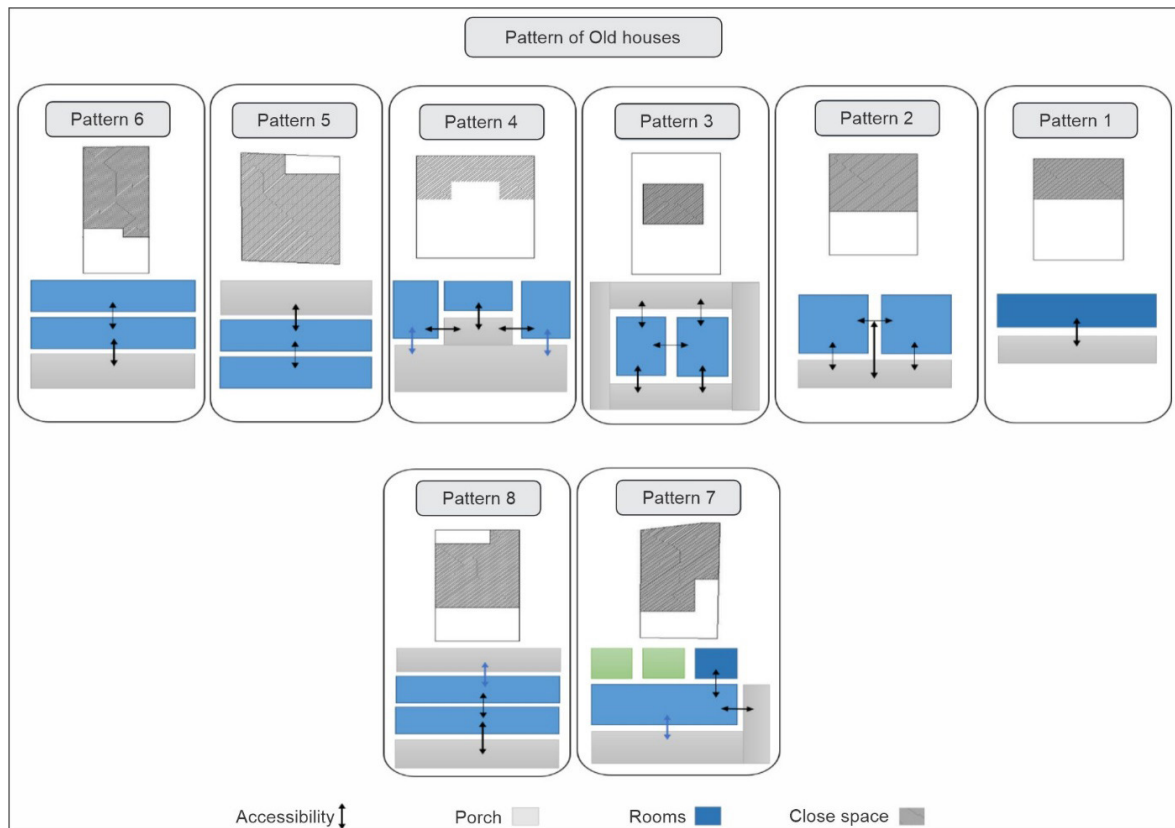 Pattern of Old houses
Pattern 6
Pattern 5
Pattern 4
Pattern 3
Pattern 2
Pattern 1
Pattern 8
Pattern 7
Accessibility
Porch
Rooms
Close space